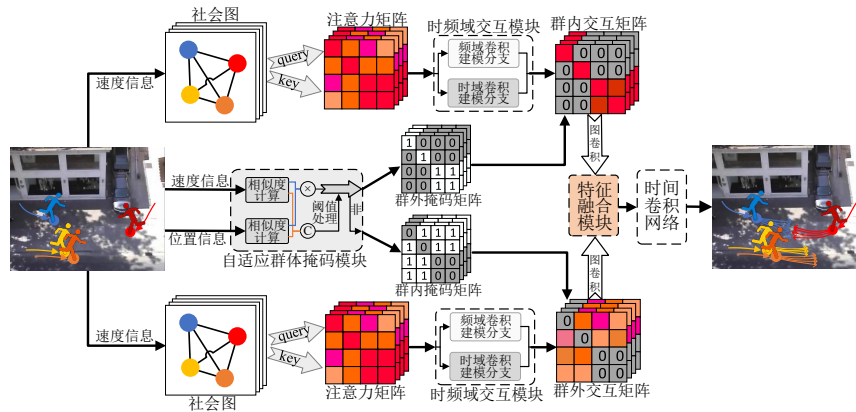 社会图
注意力矩阵
时频域交互模块
群内交互矩阵
query
key
频域卷积
建模分支
时域卷积
建模分支
0 0 0
0 0 0
0 0
0 0
速度信息
图卷积
速度信息
位置信息
相似度
计算
相似度
计算
×
C
阈值
处理
非
自适应群体掩码模块
1 0 0 0
0 1 0 0
0 0 1 1
0 0 1 1
群外掩码矩阵
0 1 1 1
1 0 1 1
1 1 0 0
1 1 0 0
群内掩码矩阵
特征
融合
模块
时间
卷积
网络
图卷积
速度信息
query
key
频域卷积
建模分支
时域卷积
建模分支
0
0
0 0
0 0
社会图
注意力矩阵
时频域交互模块
群外交互矩阵